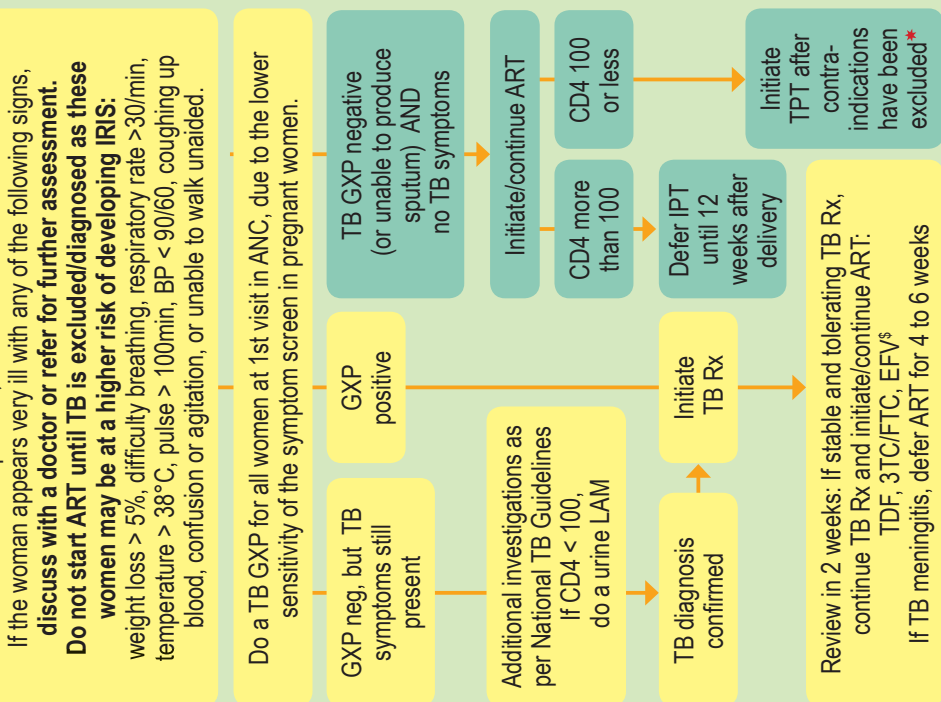 If the woman appears very ill with any of the following signs,
discuss with a doctor or refer for further assessment.
Do not start ART until TB is excluded/diagnosed as these
women may be at a higher risk of developing IRIS:
weight loss > 5%, difficulty breathing, respiratory rate >30/min,
temperature > 38°C, pulse > 100min, BP < 90/60, coughing up
blood, confusion or agitation, or unable to walk unaided.
Do a TB GXP for all women at 1st visit in ANC, due to the lower
sensitivity of the symptom screen in pregnant women.
GXP neg, but TB
symptoms still
present
GXP
positive
TB GXP negative
(or unable to produce
sputum) AND
no TB symptoms
Additional investigations as
per National TB Guidelines
If CD4 < 100,
do a urine LAM
Initiate/continue ART
CD4 more
than 100
CD4 100
or less
TB diagnosis
confirmed
Initiate
TB Rx
Defer IPT
until 12
weeks after
delivery
Initiate
TPT after
contra-
indications
have been
excluded*
Review in 2 weeks: If stable and tolerating TB Rx,
continue TB Rx and initiate/continue ART:
TDF, 3TC/FTC, EFV$
If TB meningitis, defer ART for 4 to 6 weeks